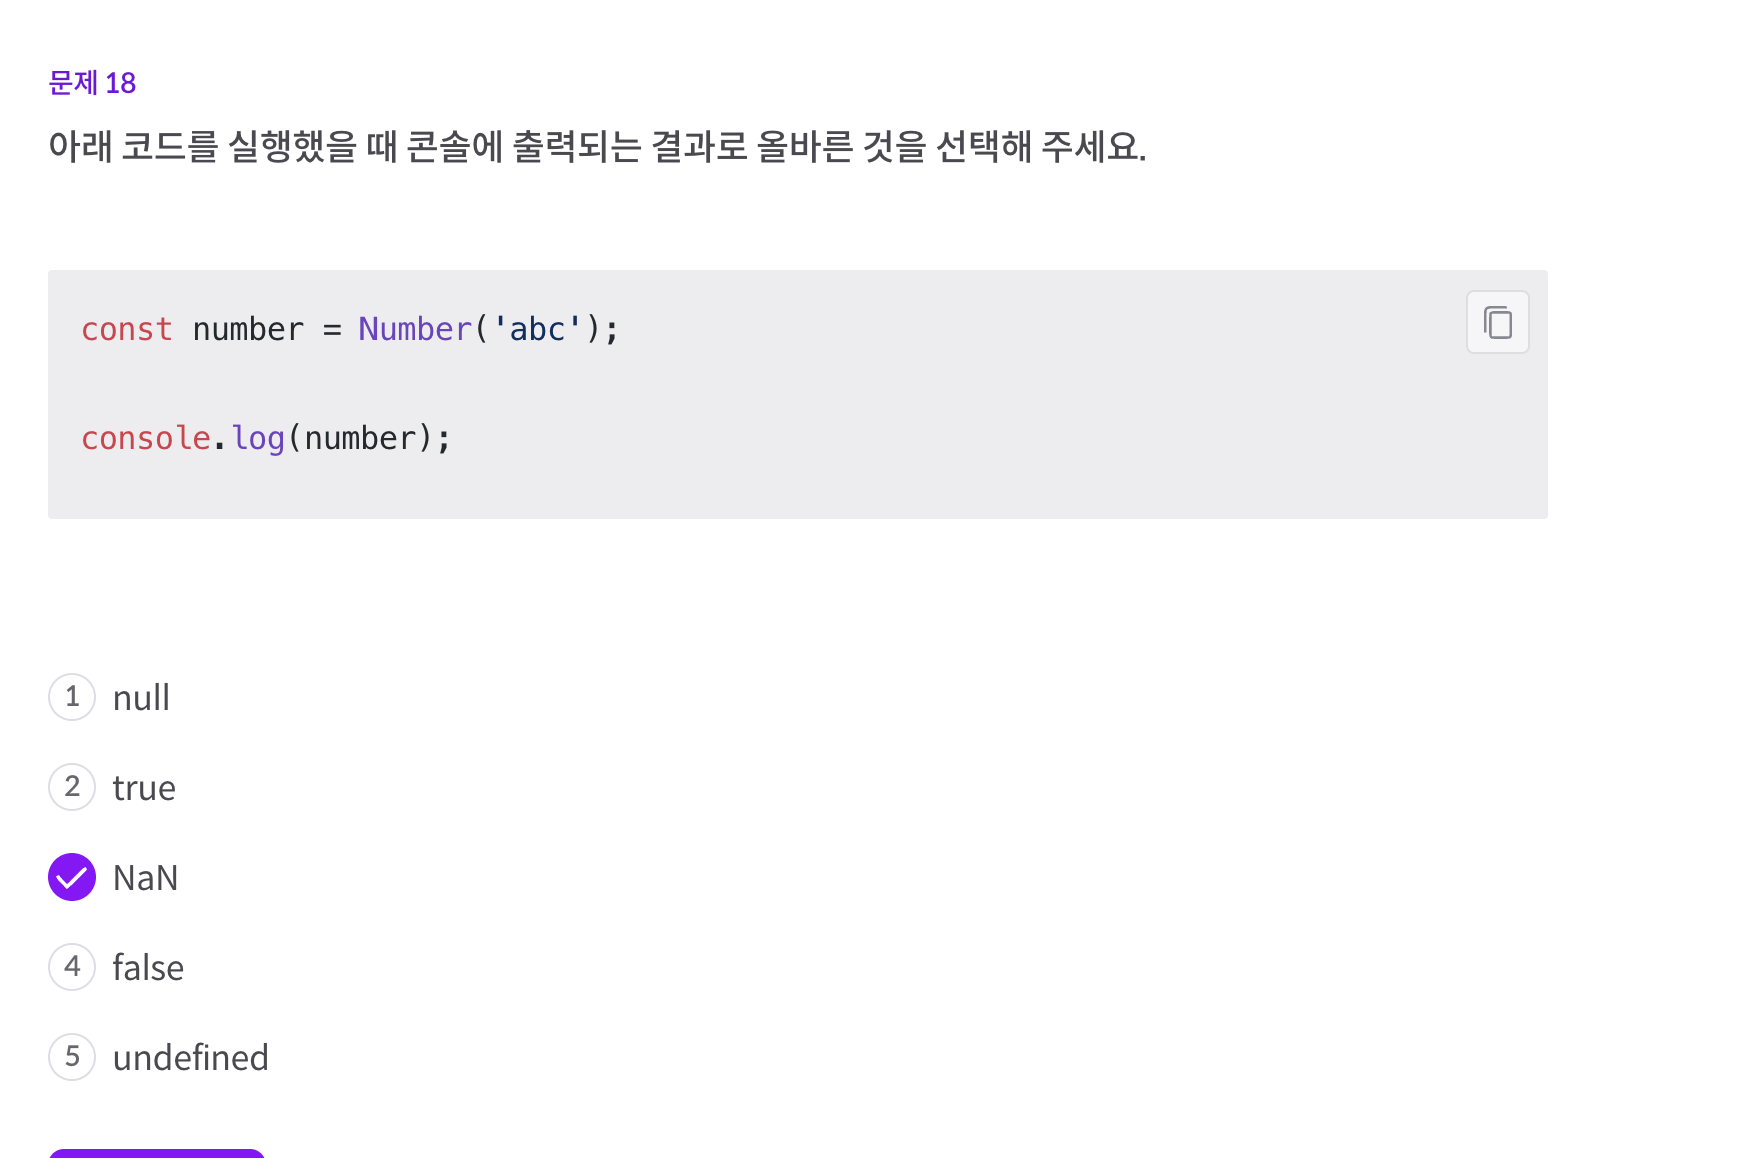 문제 18
아래 코드를 실행했을 때 콘솔에 출력되는 결과로 올바른 것을 선택해 주세요.
const number = Number('abc');
console.log(number);
1 null
2 true
NaN
4 false
5 undefined